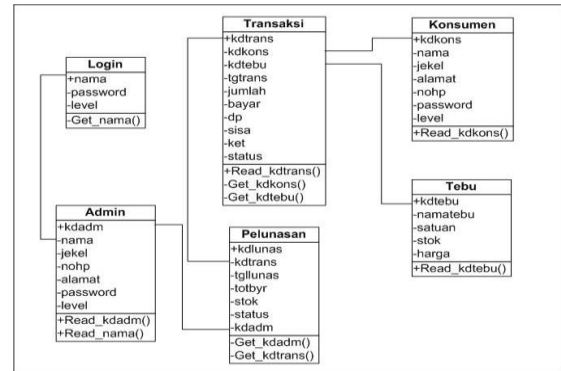 Login
+nama
-password
-level
-Get_nama()
Admin
+kdadm
-nama
-jekel
-nohp
-alamat
-password
-level
+Read_kdadm()
+Read_nama()
Transaksi
+kdtrans
-kdkons
-kdtebu
-tgtrans
-jumlah
-bayar
-dp
-sisa
-ket
-status
+Read_kdtrans()
-Get_kdkons()
-Get_kdtebu()
Pelunasan
+kdlunas
-kdtrans
-tgllunas
-totbyr
-stok
-status
-kdadm
-Get_kdadm()
-Get_kdtrans()
Konsumen
+kdkons
-nama
-jekel
-alamat
-nohp
-password
-level
+Read_kdkons()
Tebu
+kdtebu
-namatebu
-satuan
-stok
-harga
+Read_kdtebu()